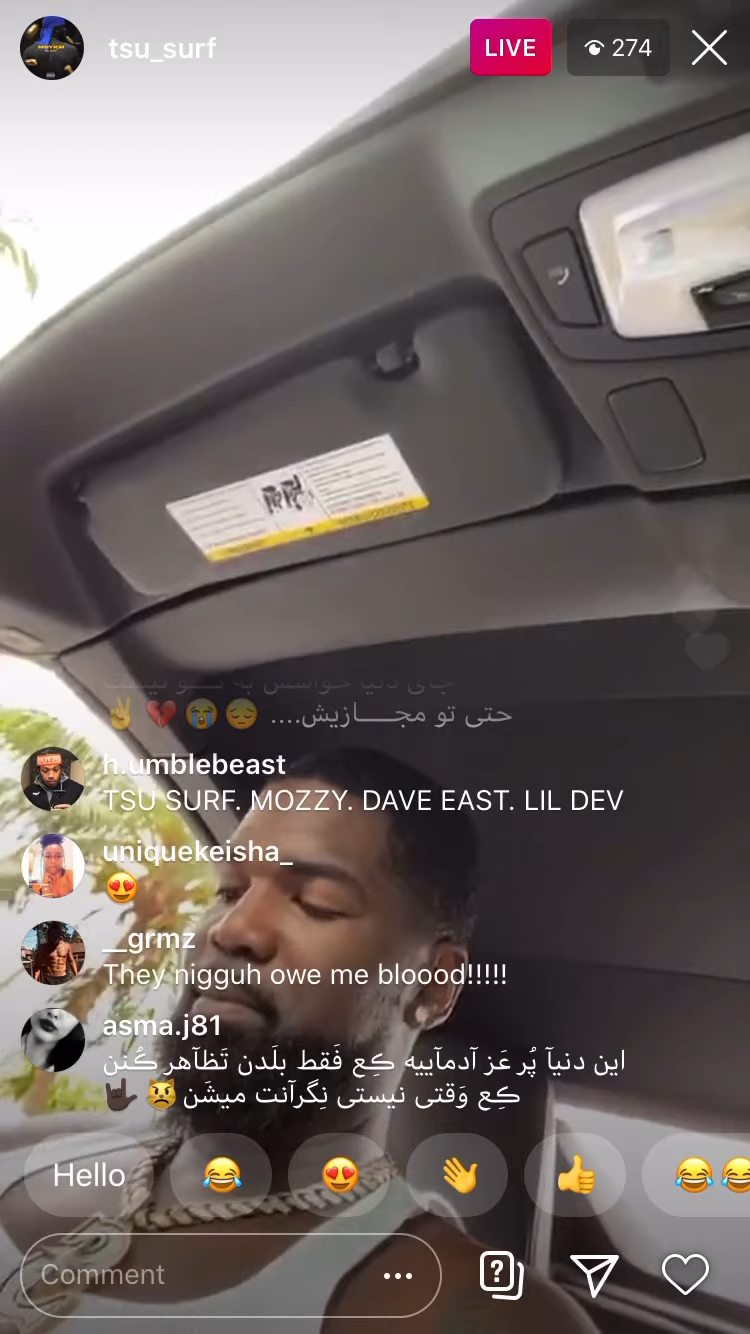 tsu_surf
LIVE
274
حتی تو مجــــازیش....
h.umblebeast
TSU SURF. MOZZY. DAVE EAST. LIL DEV
uniquekeisha_
😍
__grmz
They nigguh owe me bloood!!!!!
asma.j81
این دنیآ پُر عَز آدمآییه کِع فَقط بلَدن تَظآهر کُنن
کِع وَقتی نیستی نِگرآنت میشَن
Hello
Comment